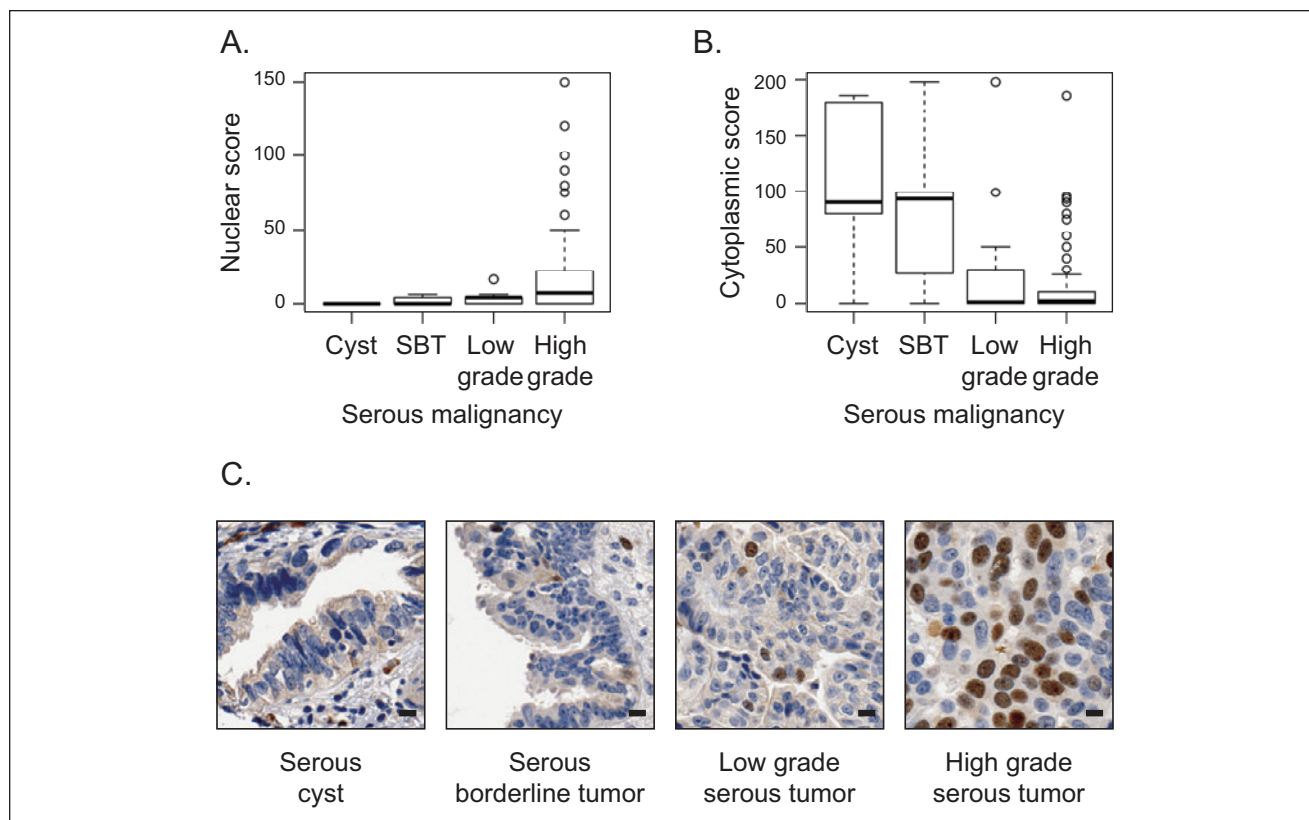 A.
150
100
50
0
Nuclear score
Cyst SBT Low High
grade grade
Serous malignancy
B.
200
150
100
50
0
Cytoplasmic score
Cyst SBT Low High
grade grade
Serous malignancy
C.
Serous
cyst
Serous
borderline tumor
Low grade
serous tumor
High grade
serous tumor